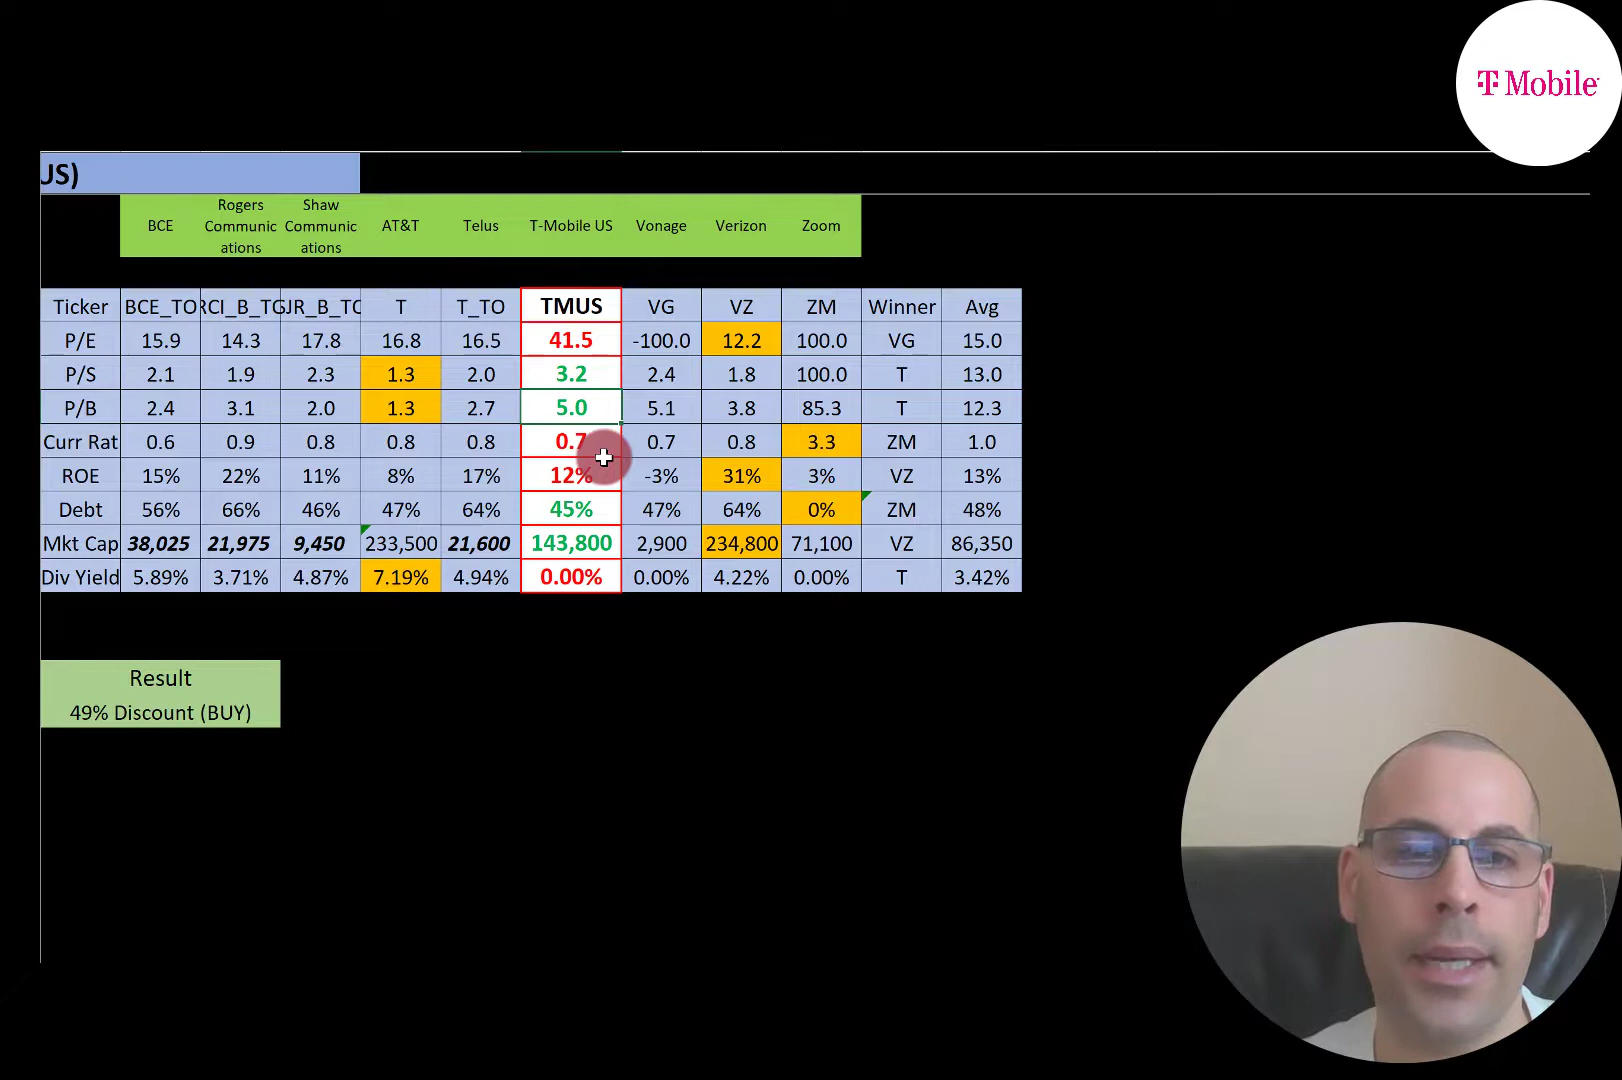 T Mobile
US)
BCE Rogers Communic ations Shaw Communic ations AT&T Telus T-Mobile US Vonage Verizon Zoom
Ticker BCE_TO RCI_B_TO SJR_B_TO T T_TO TMUS VG VZ ZM Winner Avg
P/E 15.9 14.3 17.8 16.8 16.5 41.5 -100.0 12.2 100.0 VG 15.0
P/S 2.1 1.9 2.3 1.3 2.0 3.2 2.4 1.8 100.0 T 13.0
P/B 2.4 3.1 2.0 1.3 2.7 5.0 5.1 3.8 85.3 T 12.3
Curr Rat 0.6 0.9 0.8 0.8 0.8 0.7 0.7 0.8 3.3 ZM 1.0
ROE 15% 22% 11% 8% 17% 12% -3% 31% 3% VZ 13%
Debt 56% 66% 46% 47% 64% 45% 47% 64% 0% ZM 48%
Mkt Cap 38,025 21,975 9,450 233,500 21,600 143,800 2,900 234,800 71,100 VZ 86,350
Div Yield 5.89% 3.71% 4.87% 7.19% 4.94% 0.00% 0.00% 4.22% 0.00% T 3.42%
Result
49% Discount (BUY)